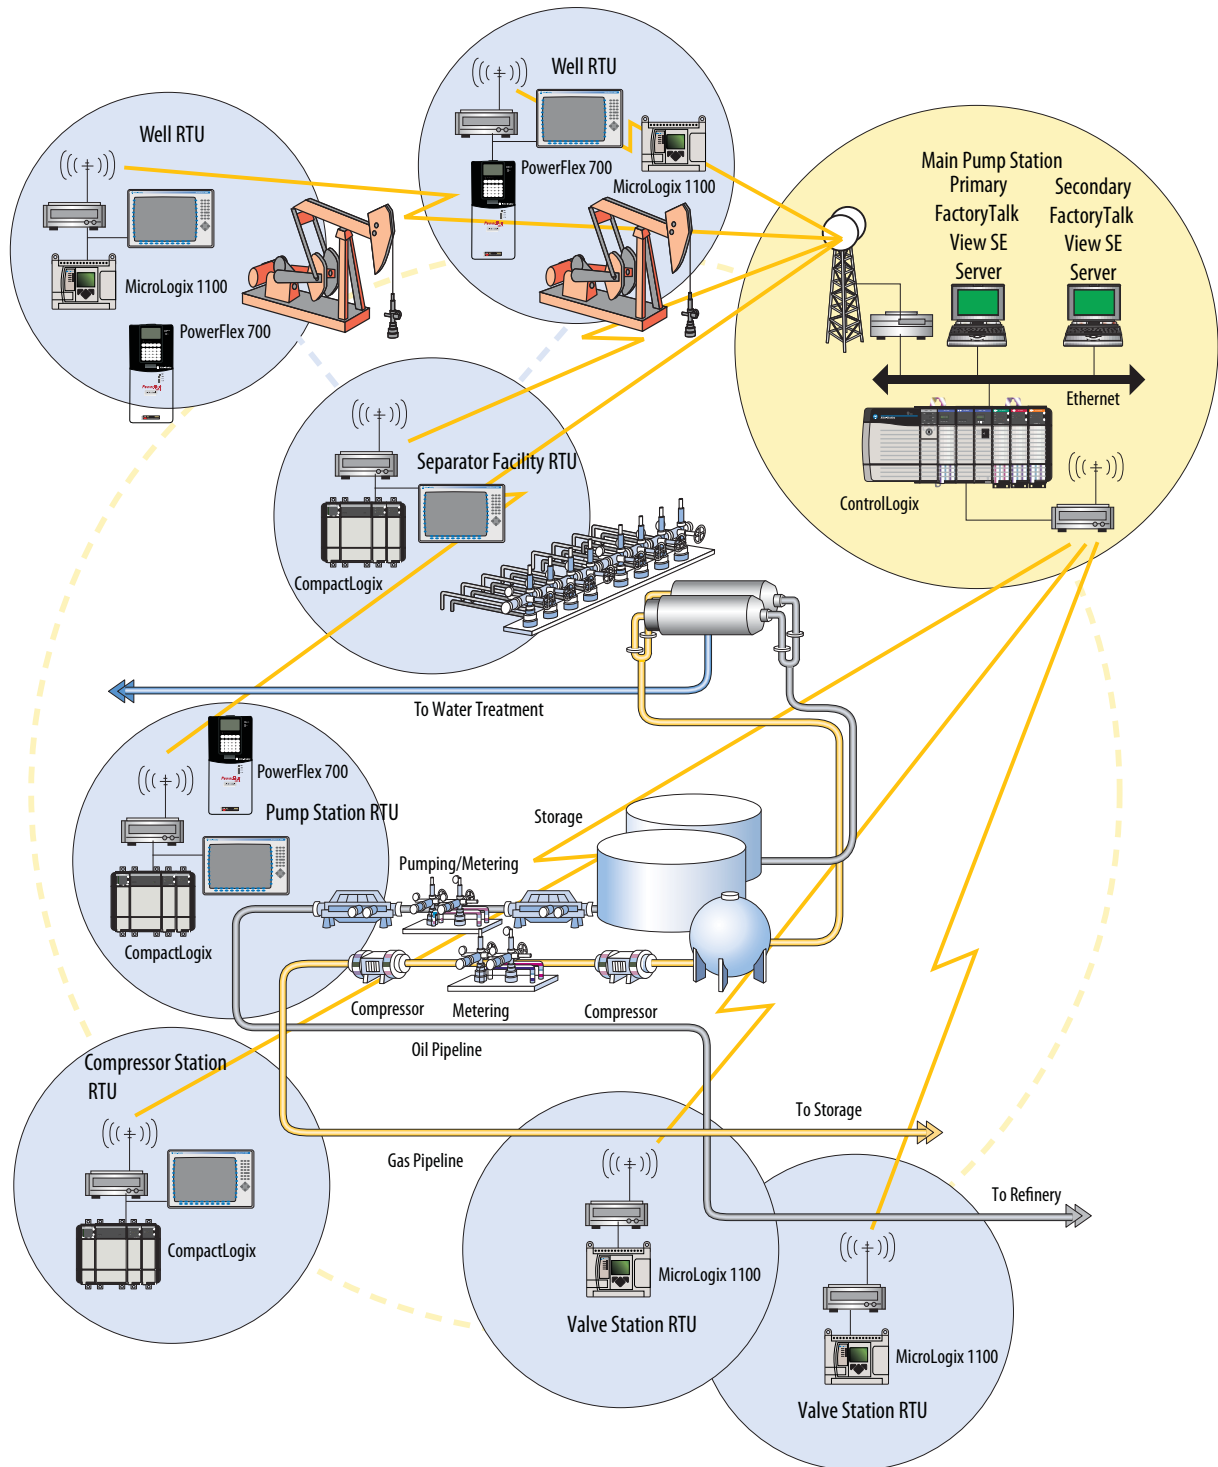 Well RTU
PowerFlex 700
MicroLogix 1100
Well RTU
MicroLogix 1100
PowerFlex 700
Main Pump Station
Primary
FactoryTalk
View SE
Server
Secondary
FactoryTalk
View SE
Server
Ethernet
ControlLogix
Separator Facility RTU
CompactLogix
To Water Treatment
PowerFlex 700
Pump Station RTU
CompactLogix
Storage
Pumping/Metering
Compressor
Metering
Compressor
Oil Pipeline
Compressor Station
RTU
CompactLogix
To Storage
Gas Pipeline
To Refinery
MicroLogix 1100
Valve Station RTU
MicroLogix 1100
Valve Station RTU